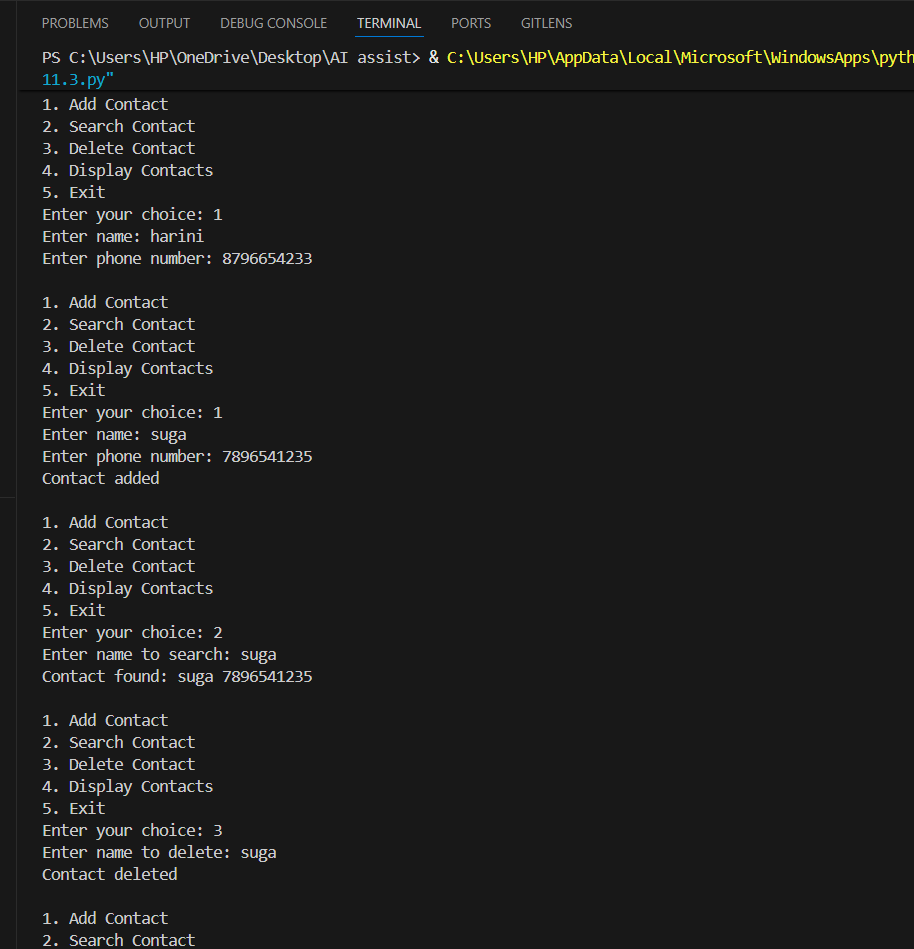 PROBLEMS OUTPUT DEBUG CONSOLE TERMINAL PORTS GITLENS
PS C:\Users\HP\OneDrive\Desktop\AI assist> & C:\Users\HP\AppData\Local\Microsoft\WindowsApps\pyth
11.3.py"
1. Add Contact
2. Search Contact
3. Delete Contact
4. Display Contacts
5. Exit
Enter your choice: 1
Enter name: harini
Enter phone number: 8796654233
1. Add Contact
2. Search Contact
3. Delete Contact
4. Display Contacts
5. Exit
Enter your choice: 1
Enter name: suga
Enter phone number: 7896541235
Contact added
1. Add Contact
2. Search Contact
3. Delete Contact
4. Display Contacts
5. Exit
Enter your choice: 2
Enter name to search: suga
Contact found: suga 7896541235
1. Add Contact
2. Search Contact
3. Delete Contact
4. Display Contacts
5. Exit
Enter your choice: 3
Enter name to delete: suga
Contact deleted
1. Add Contact
2. Search Contact